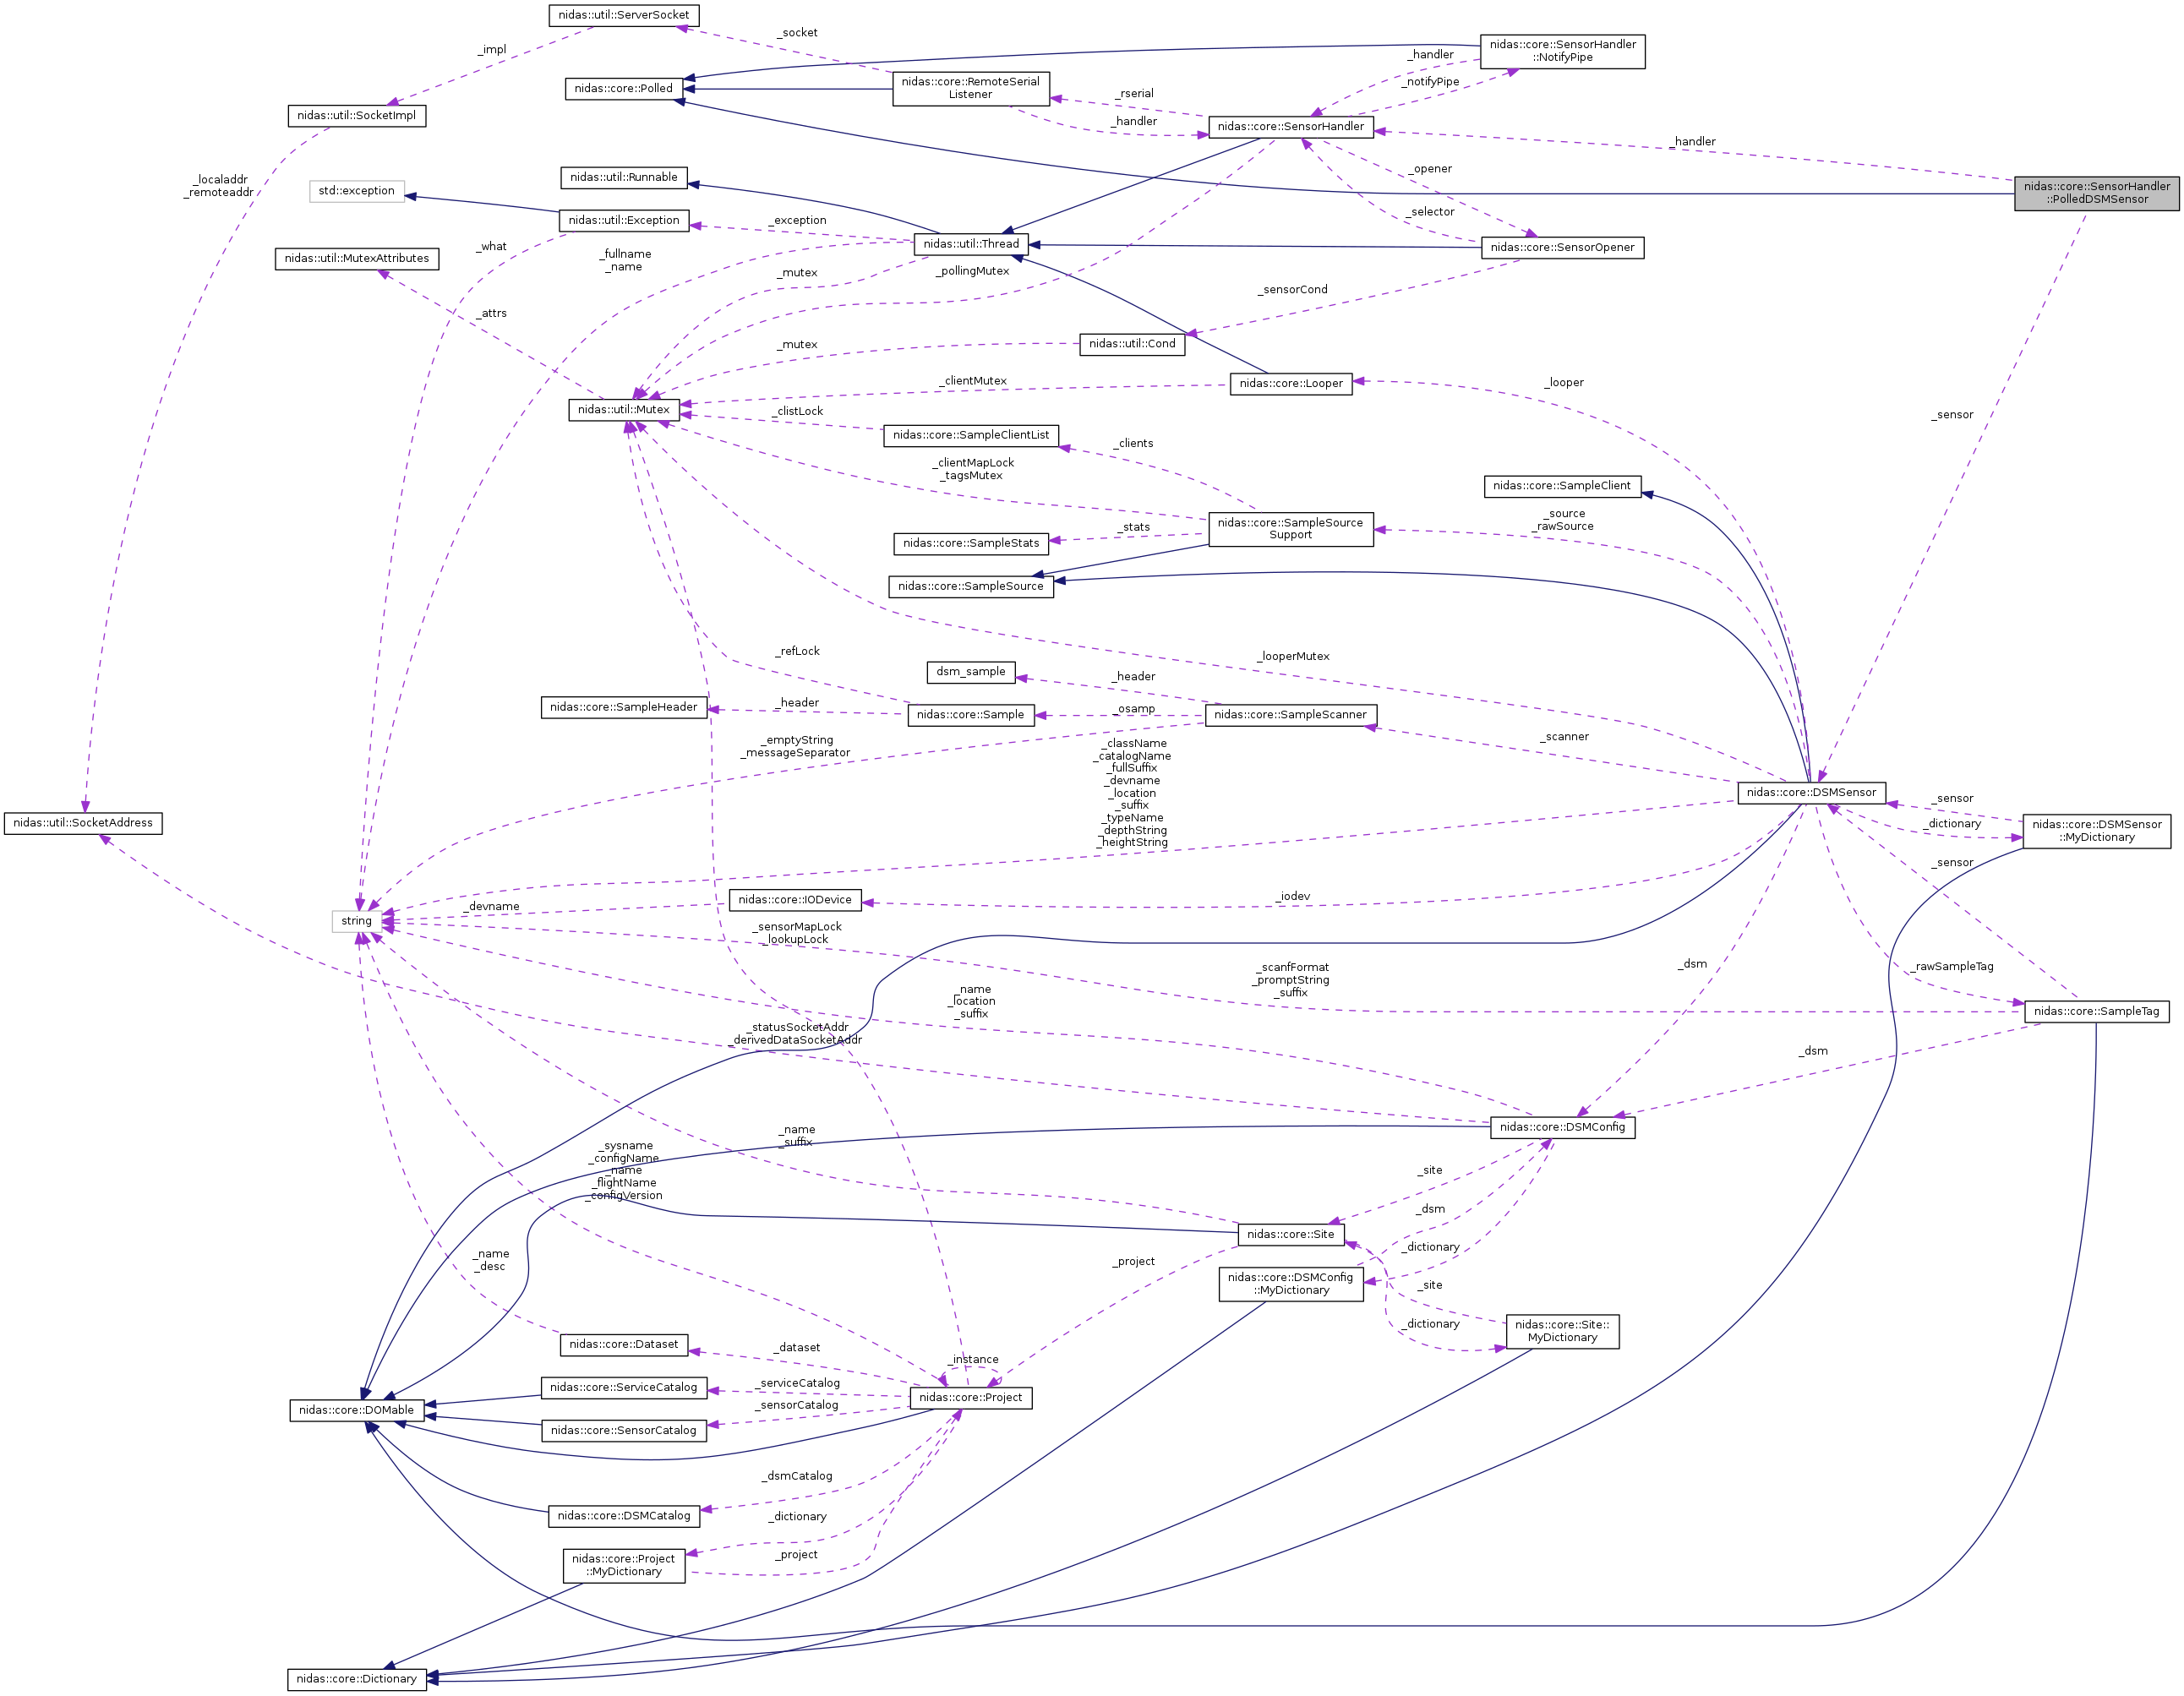 nidas::util::ServerSocket
_socket
_impl
nidas::core::SensorHandler
::NotifyPipe
_handler
_notifyPipe
nidas::core::Polled
nidas::core::RemoteSerial
Listener
_rserial
_handler
nidas::util::SocketImpl
nidas::core::SensorHandler
_handler
_opener
_selector
nidas::core::SensorHandler
::PolledDSMSensor
_localaddr
_remoteaddr
std::exception
nidas::util::Runnable
nidas::util::Exception
_exception
_what
_fullname
_name
nidas::util::Thread
nidas::core::SensorOpener
nidas::util::MutexAttributes
_mutex
_pollingMutex
_sensorCond
_attrs
_mutex
nidas::util::Cond
_clientMutex
nidas::core::Looper
_looper
nidas::util::Mutex
_clistLock
nidas::core::SampleClientList
_clients
_sensor
_clientMapLock
_tagsMutex
nidas::core::SampleClient
_stats
nidas::core::SampleSource
Support
_source
_rawSource
nidas::core::SampleStats
nidas::core::SampleSource
_refLock
_looperMutex
dsm_sample
_header
nidas::core::SampleHeader
_header
nidas::core::Sample
_osamp
nidas::core::SampleScanner
_scanner
_emptyString
_messageSeparator
_className
_catalogName
_fullSuffix
_devname
_location
_suffix
_typeName
_depthString
_heightString
nidas::core::DSMSensor
_sensor
_dictionary
nidas::core::DSMSensor
::MyDictionary
nidas::util::SocketAddress
_sensor
string
_devname
nidas::core::IODevice
_iodev
_sensorMapLock
_lookupLock
_scanfFormat
_promptString
_suffix
_dsm
_rawSampleTag
nidas::core::SampleTag
_name
_location
_suffix
_statusSocketAddr
_derivedDataSocketAddr
_dsm
nidas::core::DSMConfig
_name
_suffix
_sysname
_configName
_name
_flightName
_configVersion
_site
_dsm
_dictionary
nidas::core::Site
_project
nidas::core::DSMConfig
::MyDictionary
_site
_dictionary
nidas::core::Site::
MyDictionary
_name
_desc
nidas::core::Dataset
_dataset
_instance
nidas::core::ServiceCatalog
_serviceCatalog
nidas::core::Project
nidas::core::DOMable
nidas::core::SensorCatalog
_sensorCatalog
_dsmCatalog
nidas::core::DSMCatalog
_dictionary
nidas::core::Project
::MyDictionary
_project
nidas::core::Dictionary